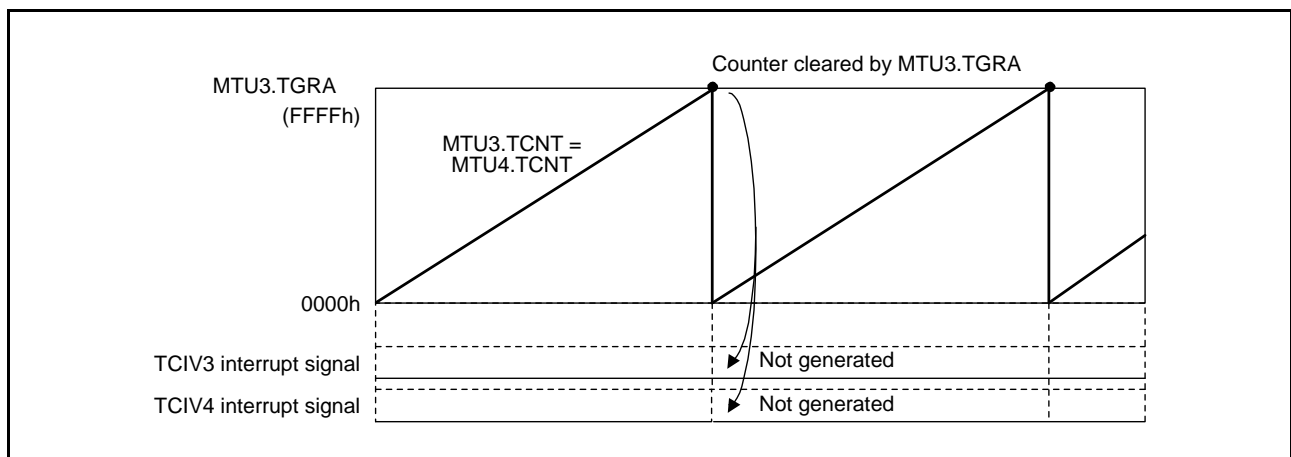 Counter cleared by MTU3.TGRA
MTU3.TGRA
(FFFFh)
MTU3.TCNT =
MTU4.TCNT
0000h
TCIV3 interrupt signal
Not generated
TCIV4 interrupt signal
Not generated